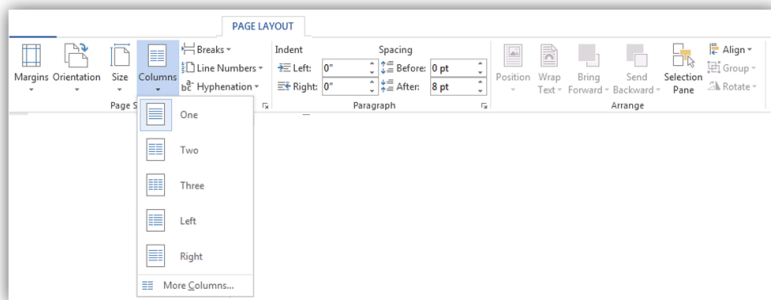 PAGE LAYOUT
Breaks Indent Spacing Align
Line Numbers Left: 0" Before: 0 pt Group
Margins Orientation Size Columns bc Hyphenation Right: 0" After: 8 pt Position Wrap Text Bring Forward Send Backward Selection Pane Rotate
Page S Paragraph Arrange
One
Two
Three
Left
Right
More Columns...